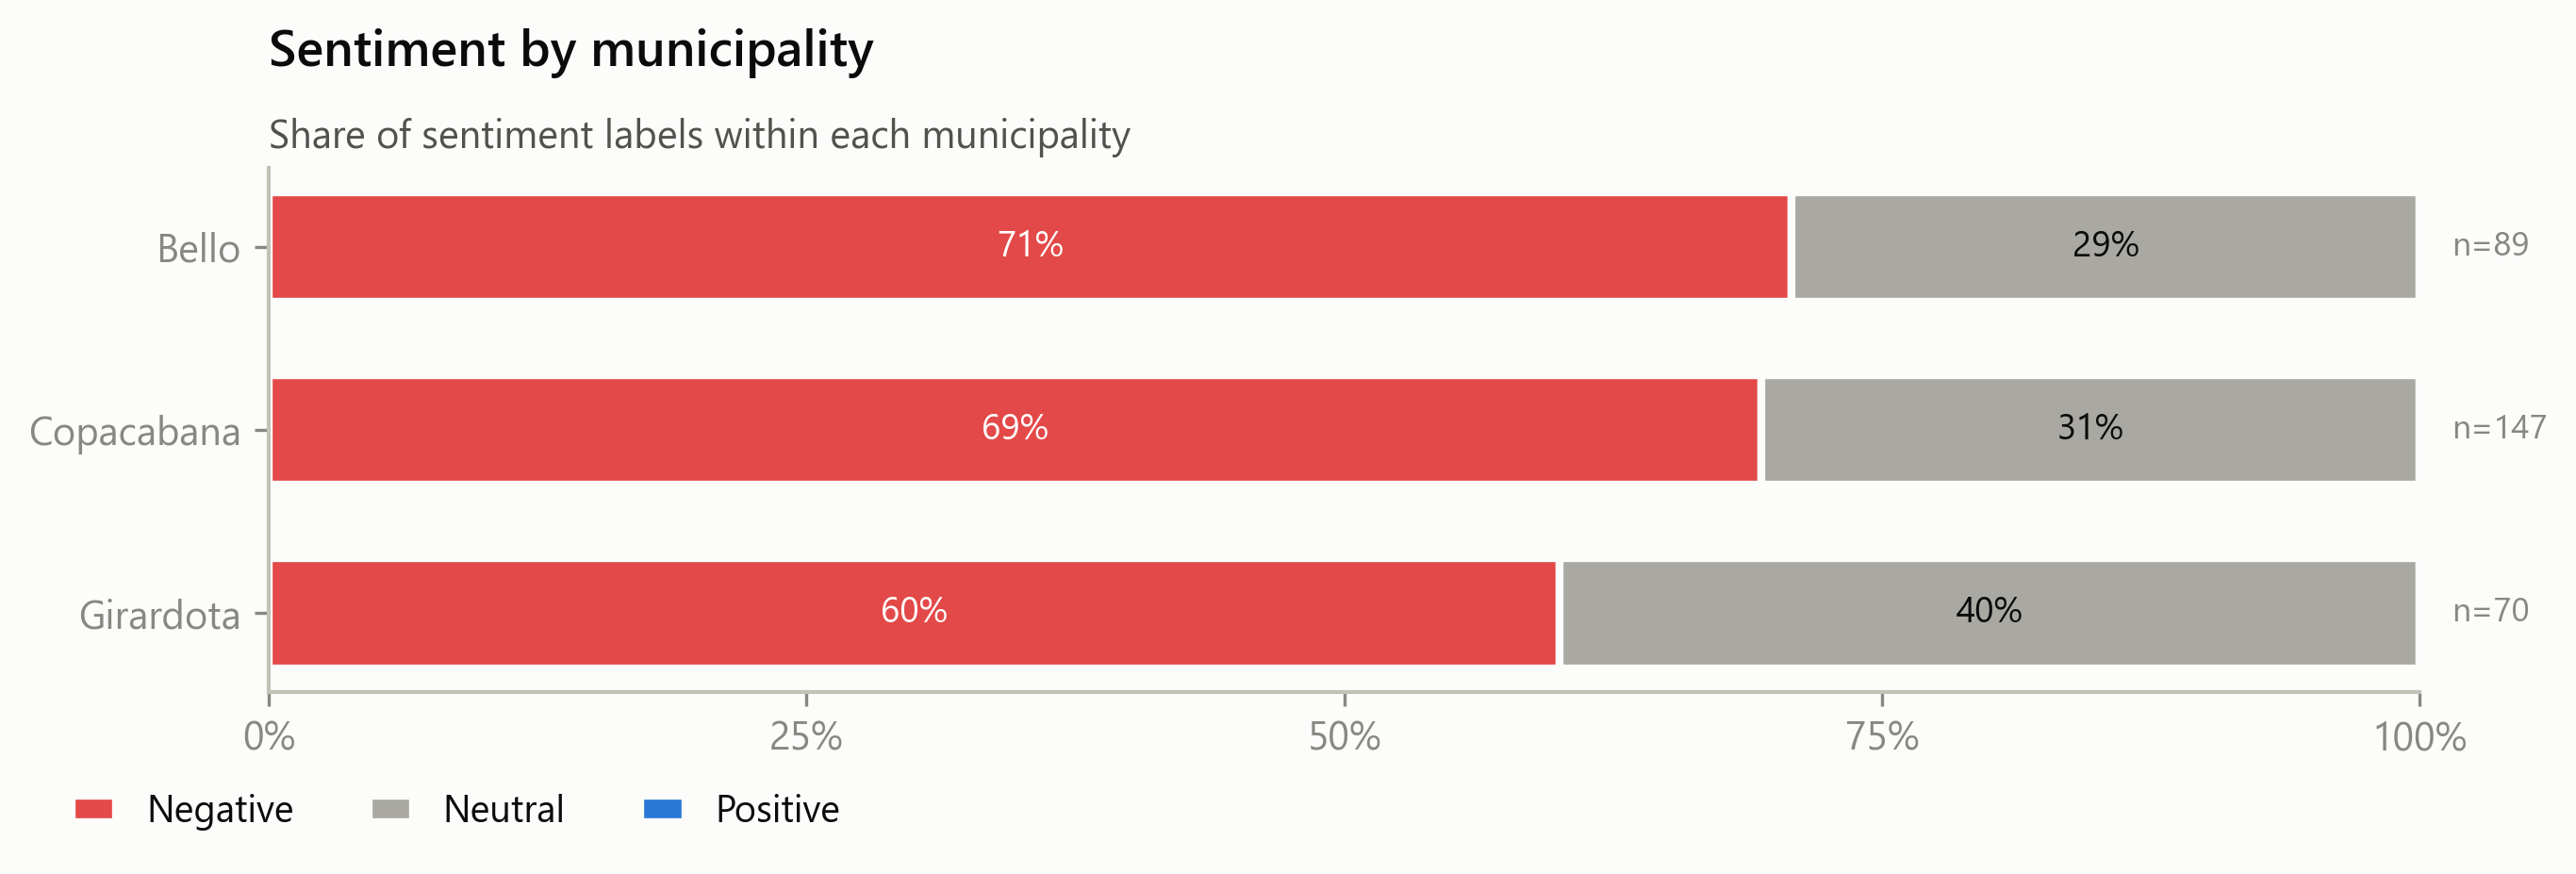 Sentiment by municipality
Share of sentiment labels within each municipality
Bello 71% 29% n=89
Copacabana 69% 31% n=147
Girardota 60% 40% n=70
0% 25% 50% 75% 100%
Negative Neutral Positive